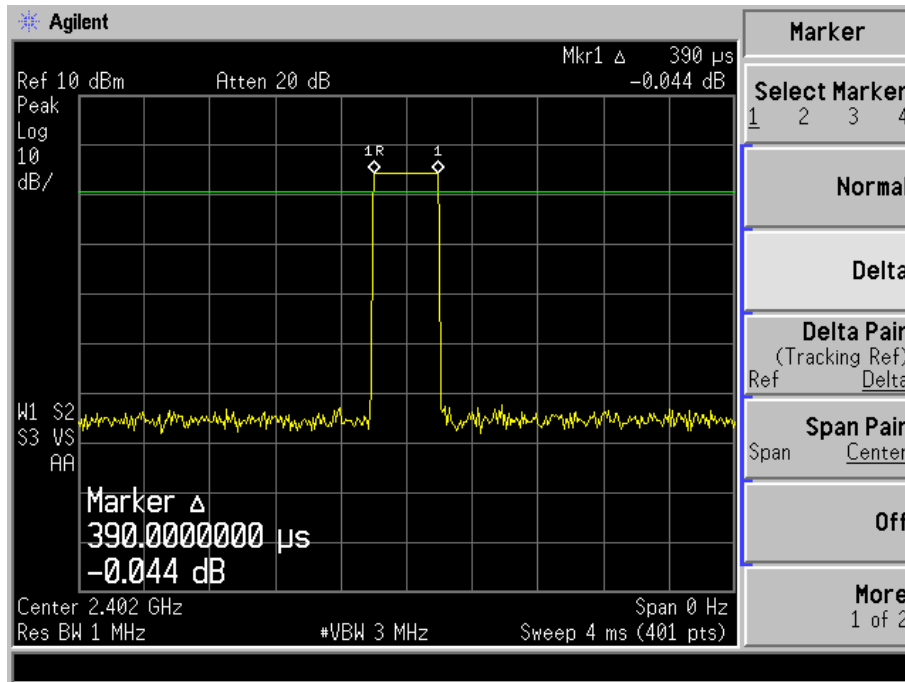 Agilent
Mkr1 Δ 390 µs
Ref 10 dBm Atten 20 dB -0.044 dB
Peak
Log
10
dB/
1R 1
W1 S2
S3 VS
AA
Marker Δ
390.0000000 µs
-0.044 dB
Center 2.402 GHz Span 0 Hz
Res BW 1 MHz #VBW 3 MHz Sweep 4 ms (401 pts)
Marker
Select Marker
1 2 3 4
Normal
Delta
Delta Pair
(Tracking Ref)
Ref Delta
Span Pair
Span Center
Off
More
1 of 2